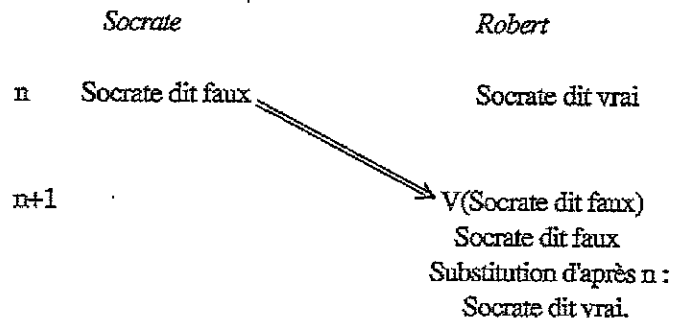 Socrate Robert
n Socrate dit faux Socrate dit vrai
n+1 V(Socrate dit faux)
Socrate dit faux
Substitution d'après n :
Socrate dit vrai.